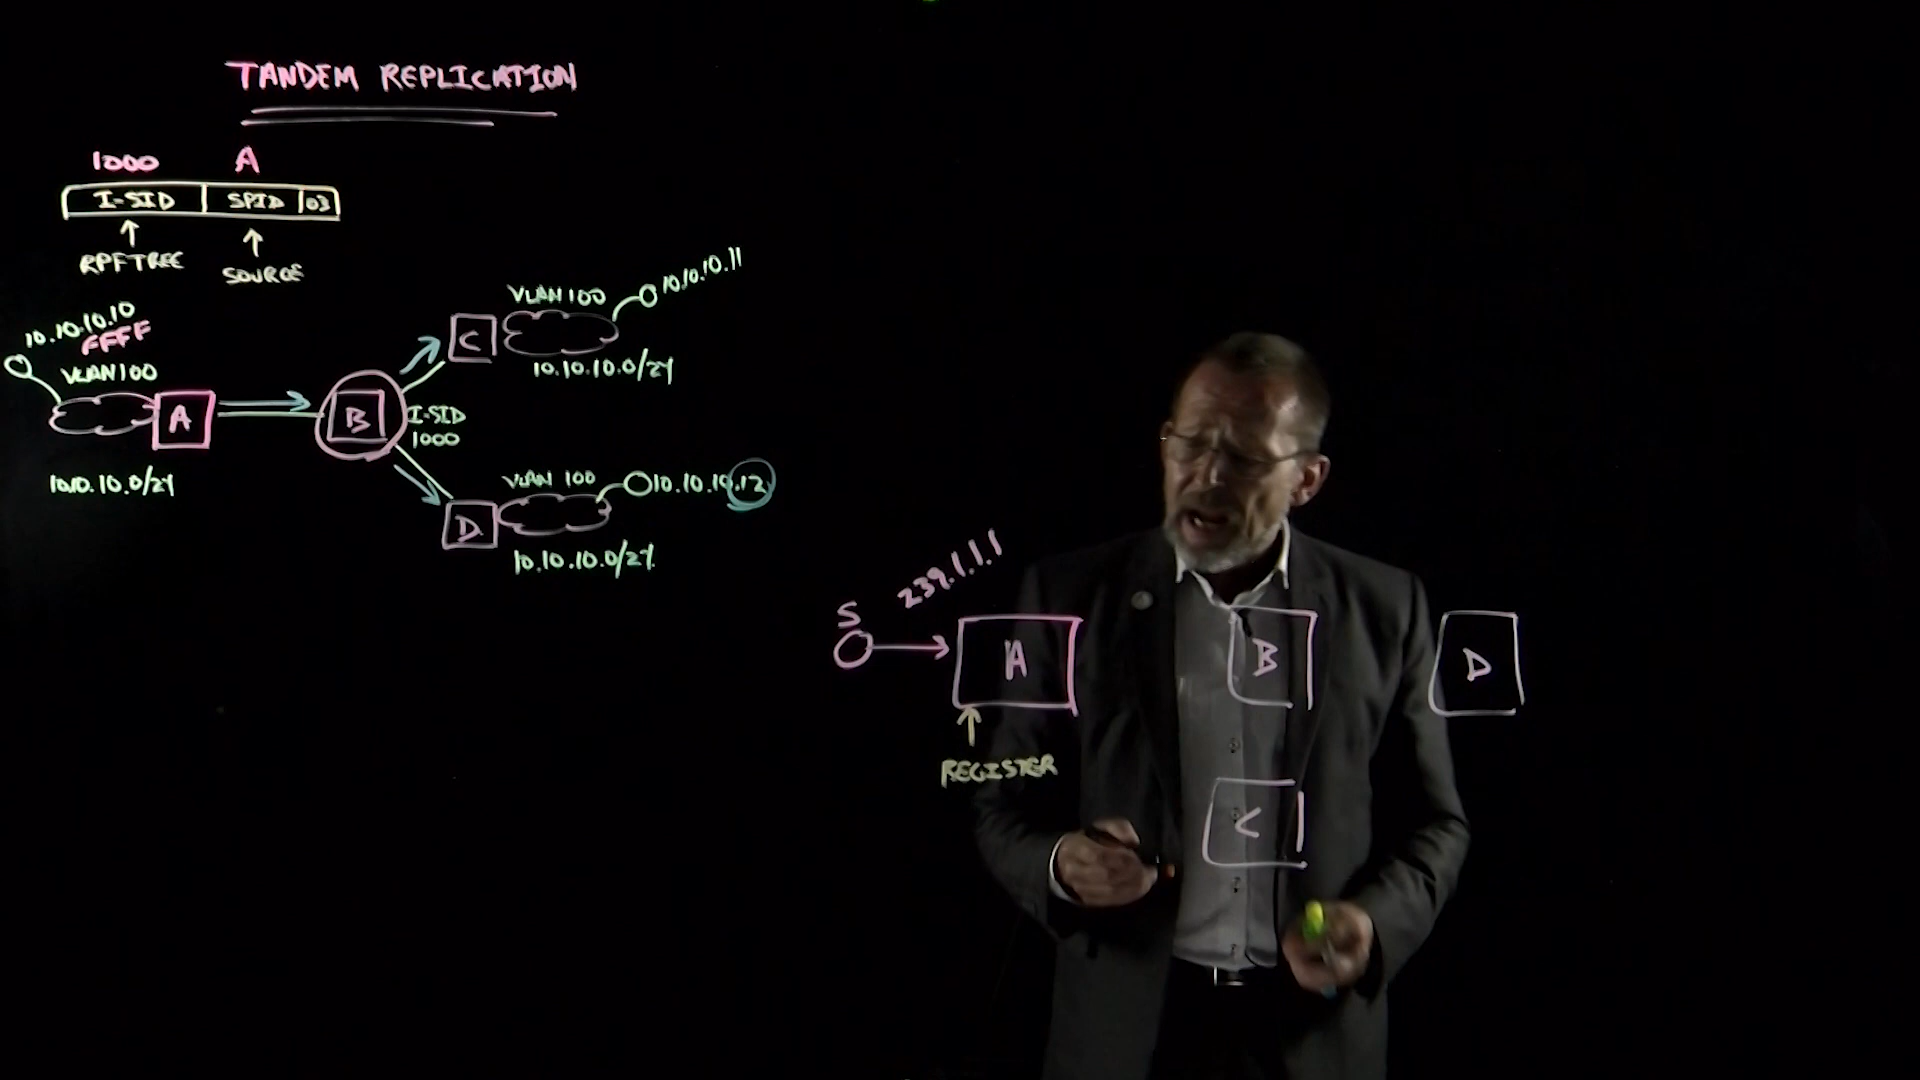 TANDEM REPLICATION
1000 A
I-SID SPID 03
RPFTREE SOURCE
10.10.10.10
FFFF
VLAN 100
A
10.10.10.0/24
B
I-SID
1000
C
VLAN 100
10.10.10.11
10.10.10.0/24
D
VLAN 100
10.10.10.12
10.10.10.0/24
S
239.1.1.1
A
B
D
REGISTER
C